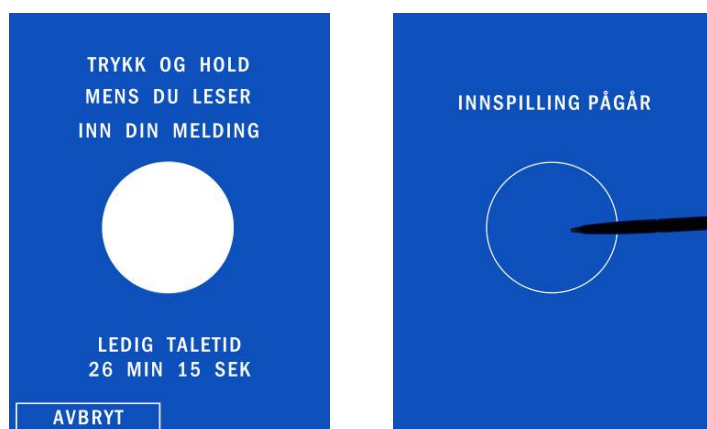 TRYKK OG HOLD
MENS DU LESER
INN DIN MELDING
LEDIG TALETID
26 MIN 15 SEK
AVBRYT
INNSPILLING PÅGÅR